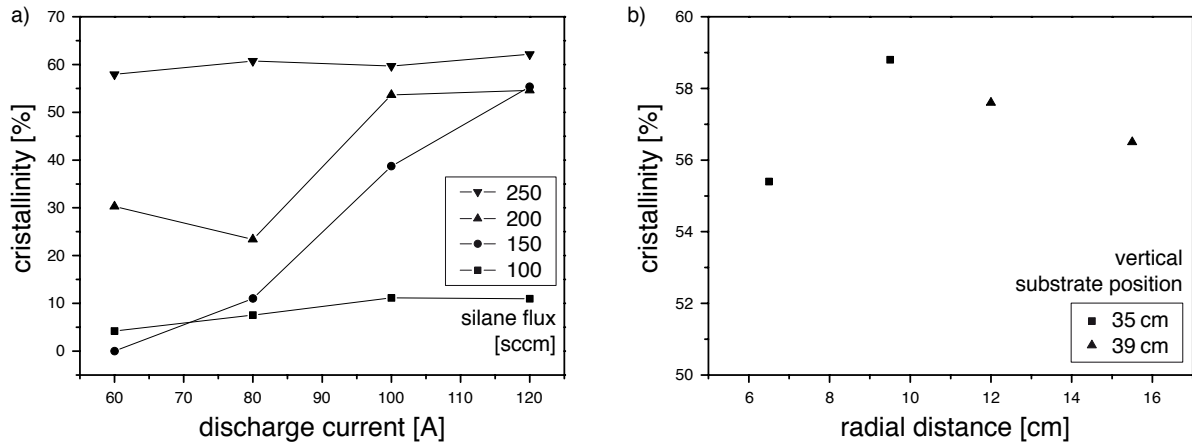 a)
70
60
50
40
30
20
10
0
cristallinity [%]
250
200
150
100
silane flux
[sccm]
60 70 80 90 100 110 120
discharge current [A]
b)
60
58
56
54
52
50
cristallinity [%]
vertical
substrate position
35 cm
39 cm
6 8 10 12 14 16
radial distance [cm]